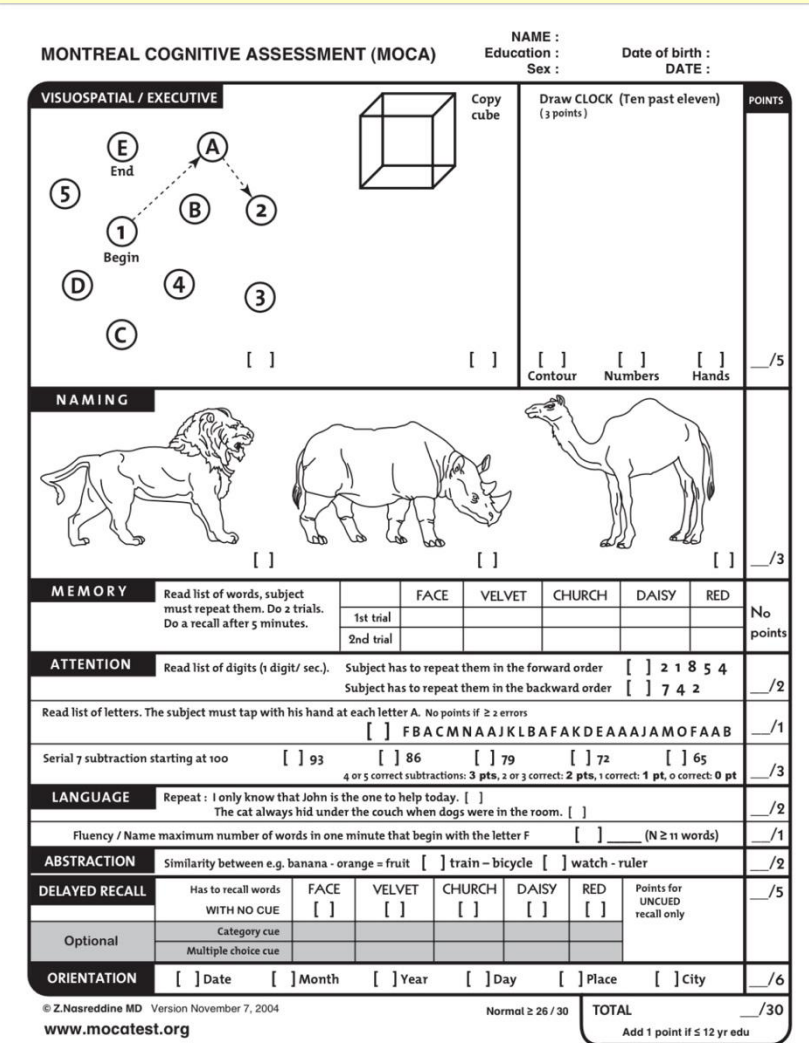 MONTREAL COGNITIVE ASSESSMENT (MOCA)
NAME :
Education :
Sex :
Date of birth :
DATE :
VISUOSPATIAL / EXECUTIVE
POINTS
E
End
A
5
B
2
1
Begin
D
4
3
C
[ ]
Copy
cube
[ ]
Draw CLOCK (Ten past eleven)
( 3 points )
[ ] [ ] [ ]
Contour Numbers Hands
__/5
NAMING
[ ] [ ] [ ]
__/3
MEMORY
Read list of words, subject
must repeat them. Do 2 trials.
Do a recall after 5 minutes.
FACE VELVET CHURCH DAISY RED
1st trial
2nd trial
No
points
ATTENTION
Read list of digits (1 digit/ sec.). Subject has to repeat them in the forward order [ ] 2 1 8 5 4
Subject has to repeat them in the backward order [ ] 7 4 2
__/2
Read list of letters. The subject must tap with his hand at each letter A. No points if ≥ 2 errors
[ ] F B A C M N A A J K L B A F A K D E A A A J A M O F A A B
__/1
Serial 7 subtraction starting at 100 [ ] 93 [ ] 86 [ ] 79 [ ] 72 [ ] 65
4 or 5 correct subtractions: 3 pts, 2 or 3 correct: 2 pts, 1 correct: 1 pt, 0 correct: 0 pt
__/3
LANGUAGE
Repeat : I only know that John is the one to help today. [ ]
The cat always hid under the couch when dogs were in the room. [ ]
__/2
Fluency / Name maximum number of words in one minute that begin with the letter F [ ] ____ (N ≥ 11 words)
__/1
ABSTRACTION
Similarity between e.g. banana - orange = fruit [ ] train – bicycle [ ] watch - ruler
__/2
DELAYED RECALL
Has to recall words
WITH NO CUE
FACE VELVET CHURCH DAISY RED
[ ] [ ] [ ] [ ] [ ]
Points for
UNCUED
recall only
__/5
Optional
Category cue
Multiple choice cue
ORIENTATION
[ ] Date [ ] Month [ ] Year [ ] Day [ ] Place [ ] City
__/6
© Z.Nasreddine MD Version November 7, 2004
www.mocatest.org
Normal ≥ 26 / 30
TOTAL
__/30
Add 1 point if ≤ 12 yr edu